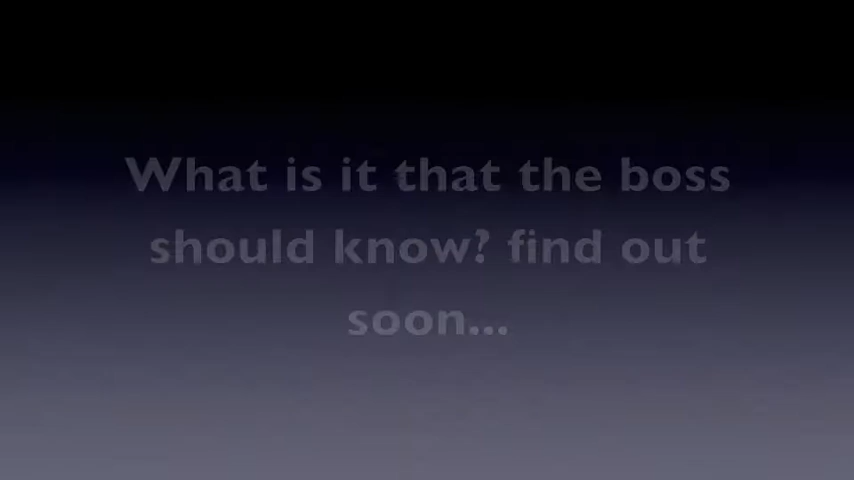 What is it that the boss
should know? find out
soon...